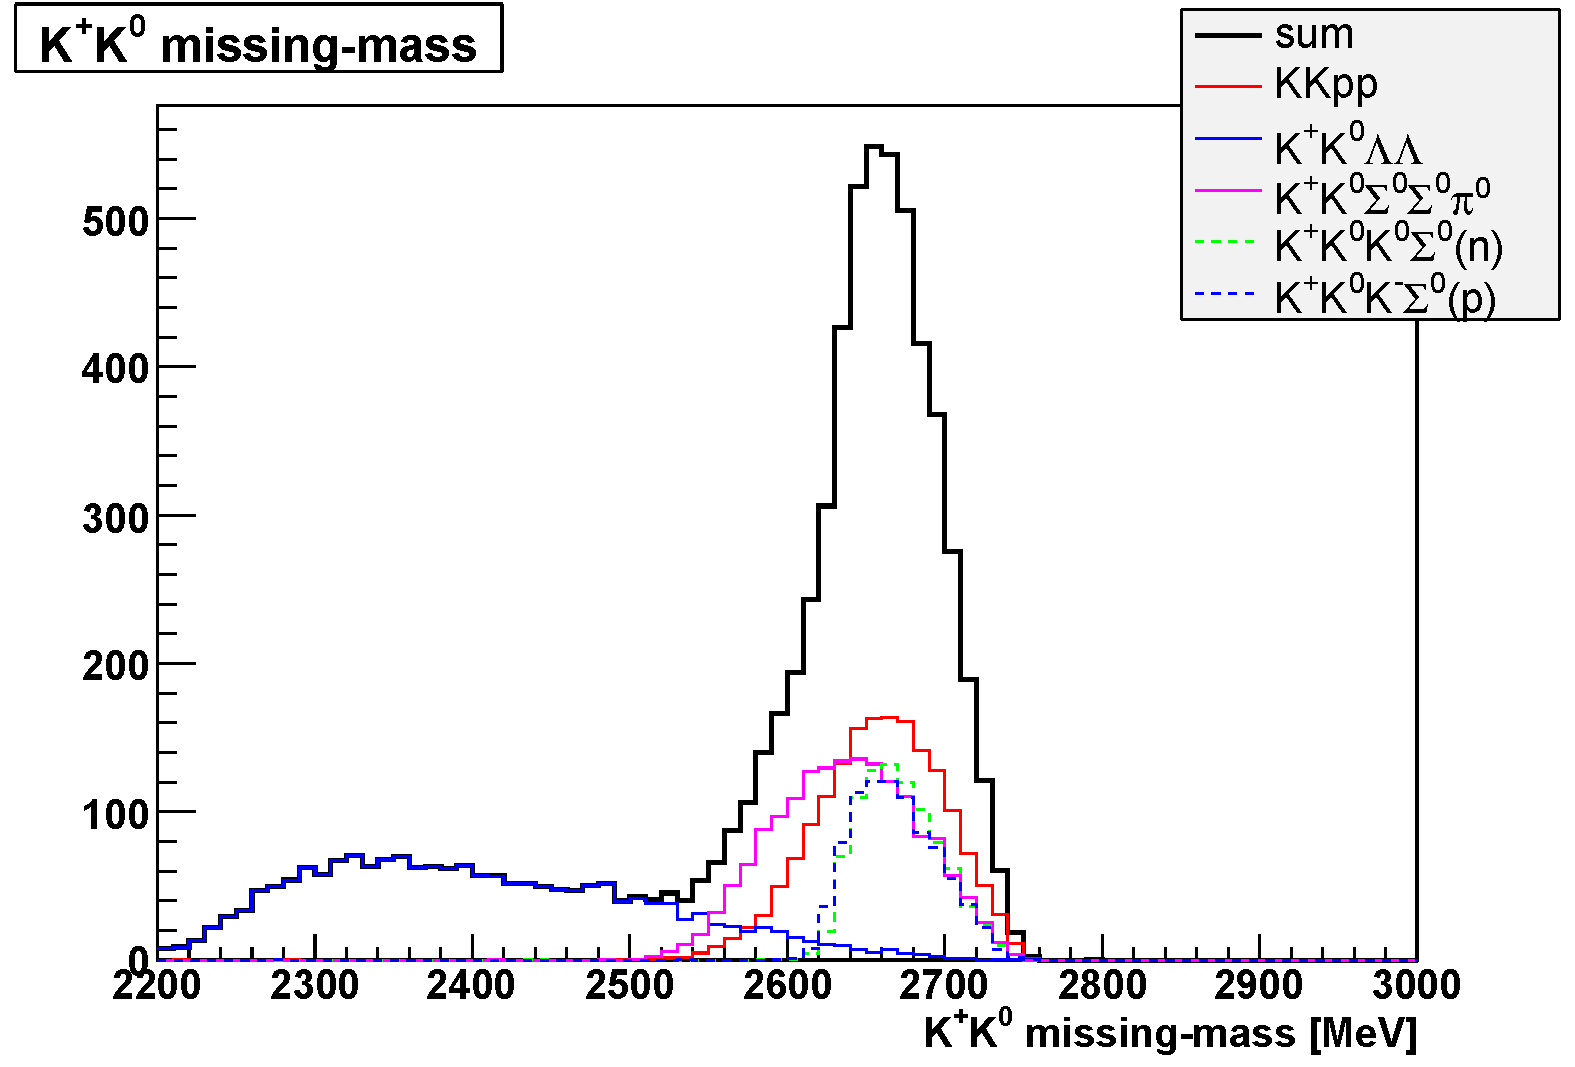 K⁺K⁰ missing-mass
sum
KKpp
K⁺K⁰ΛΛ
K⁺K⁰Σ⁰Σ⁰π⁰
K⁺K⁰K⁰Σ⁰(n)
K⁺K⁰K⁻Σ⁰(p)
500
400
300
200
100
0
2200 2300 2400 2500 2600 2700 2800 2900 3000
K⁺K⁰ missing-mass [MeV]